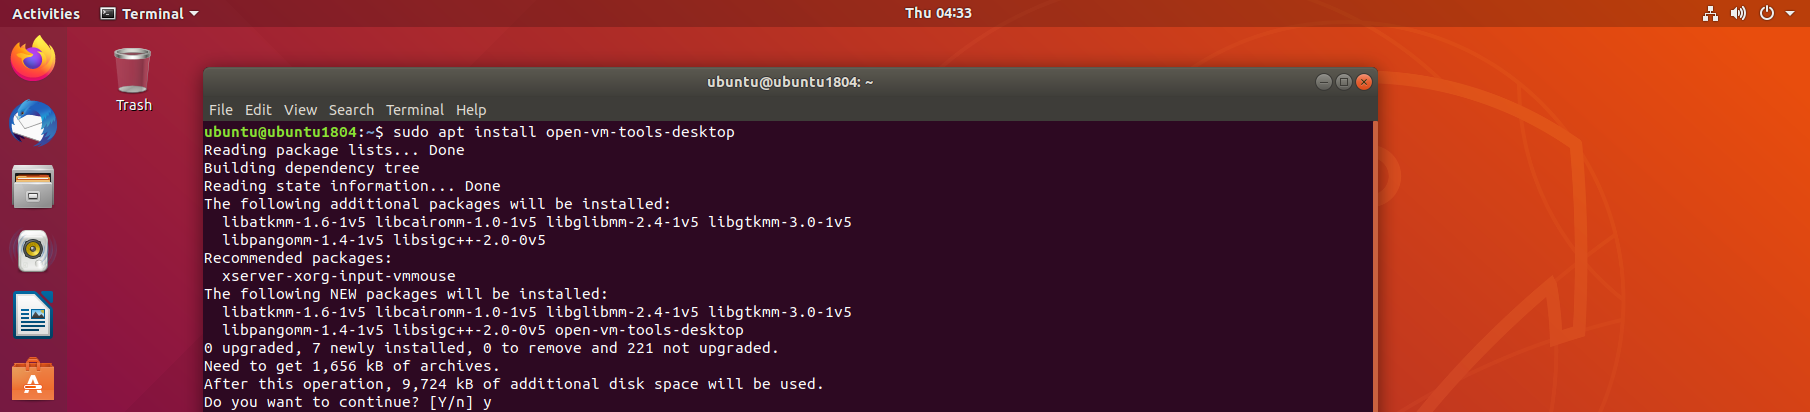 Activities Terminal Thu 04:33
Trash
ubuntu@ubuntu1804: ~
File Edit View Search Terminal Help
ubuntu@ubuntu1804:~$ sudo apt install open-vm-tools-desktop
Reading package lists... Done
Building dependency tree
Reading state information... Done
The following additional packages will be installed:
  libatkmm-1.6-1v5 libcairomm-1.0-1v5 libglibmm-2.4-1v5 libgtkmm-3.0-1v5
  libpangomm-1.4-1v5 libsigc++-2.0-0v5
Recommended packages:
  xserver-xorg-input-vmmouse
The following NEW packages will be installed:
  libatkmm-1.6-1v5 libcairomm-1.0-1v5 libglibmm-2.4-1v5 libgtkmm-3.0-1v5
  libpangomm-1.4-1v5 libsigc++-2.0-0v5 open-vm-tools-desktop
0 upgraded, 7 newly installed, 0 to remove and 221 not upgraded.
Need to get 1,656 kB of archives.
After this operation, 9,724 kB of additional disk space will be used.
Do you want to continue? [Y/n] y